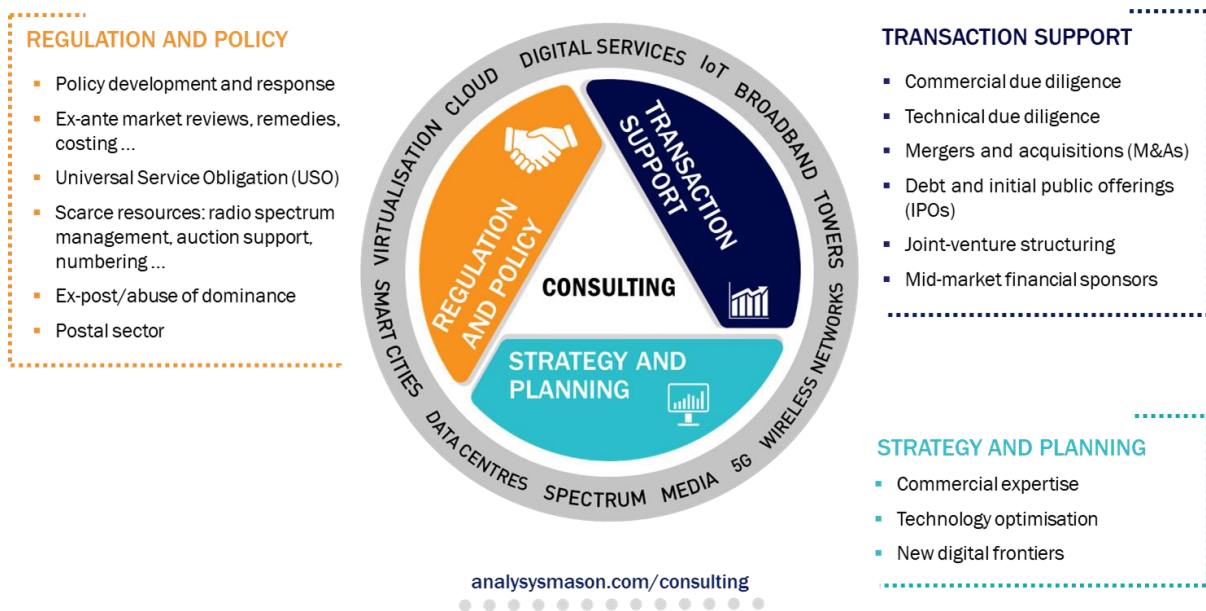 REGULATION AND POLICY
▪ Policy development and response
▪ Ex-ante market reviews, remedies,
costing ...
▪ Universal Service Obligation (USO)
▪ Scarce resources: radio spectrum
management, auction support,
numbering ...
▪ Ex-post/abuse of dominance
▪ Postal sector
VIRTUALISATION CLOUD DIGITAL SERVICES IoT BROADBAND TOWERS
WIRELESS NETWORKS
5G
MEDIA
SPECTRUM
DATA CENTRES
SMART CITIES
REGULATION
AND POLICY
TRANSACTION
SUPPORT
CONSULTING
STRATEGY AND
PLANNING
TRANSACTION SUPPORT
▪ Commercial due diligence
▪ Technical due diligence
▪ Mergers and acquisitions (M&As)
▪ Debt and initial public offerings
(IPOs)
▪ Joint-venture structuring
▪ Mid-market financial sponsors
STRATEGY AND PLANNING
▪ Commercial expertise
▪ Technology optimisation
▪ New digital frontiers
analysysmason.com/consulting